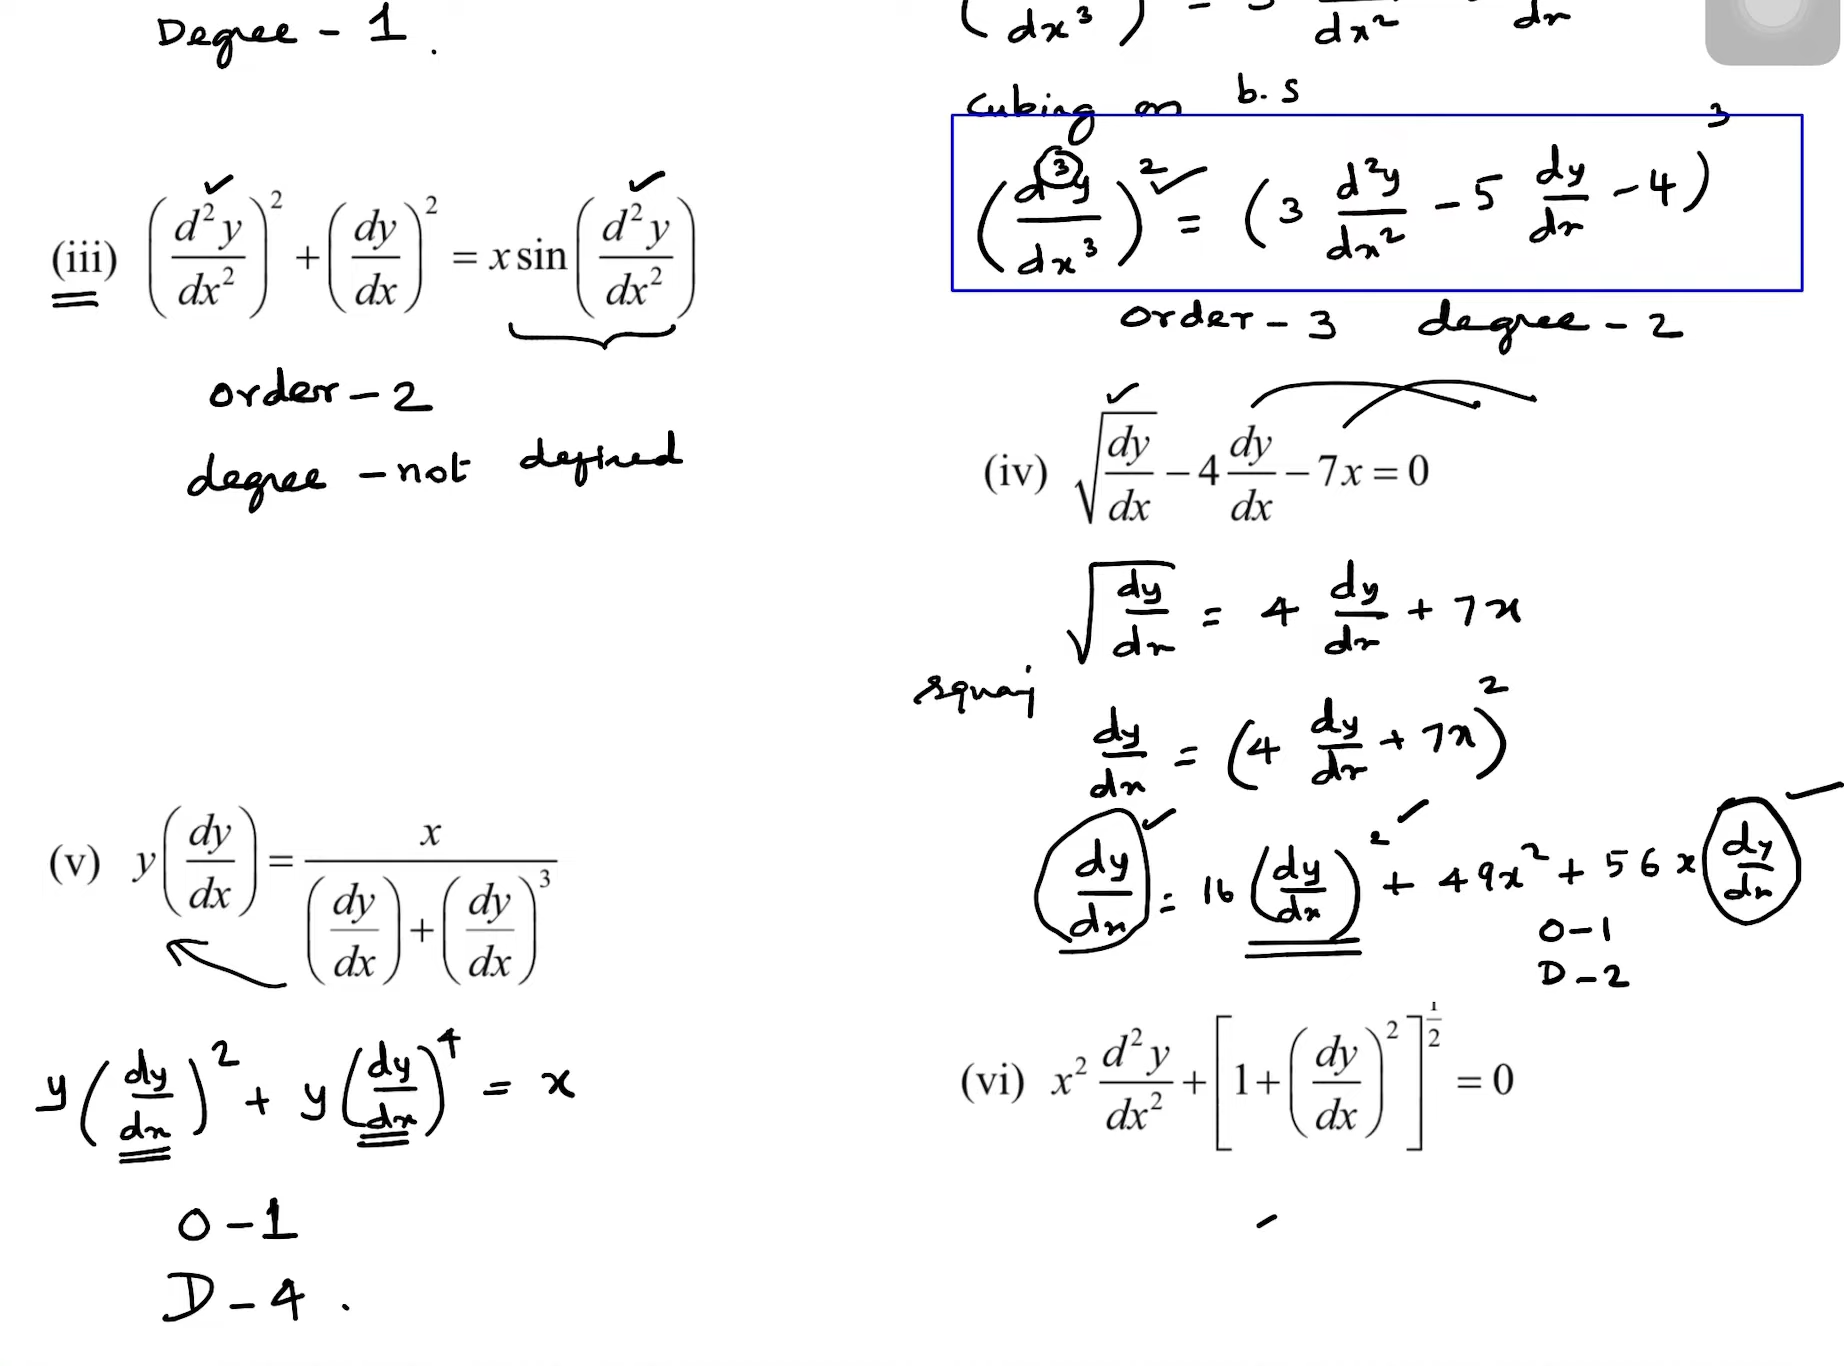 Degree - 1.
(iii) (d²y/dx²)² + (dy/dx)² = x sin(d²y/dx²)
order - 2
degree - not defined
(v) y(dy/dx) = x/((dy/dx) + (dy/dx)³)
y(dy/dx)² + y(dy/dx)⁴ = x
O - 1
D - 4.
cubing on b.s
(d³y/dx³)² = (3 d²y/dx² - 5 dy/dx - 4)³
order - 3 degree - 2
(iv) √(dy/dx) - 4 dy/dx - 7x = 0
√(dy/dx) = 4 dy/dx + 7x
dy/dx = (4 dy/dx + 7x)²
dy/dx = 16 (dy/dx)² + 49x² + 56x (dy/dx)
O - 1
D - 2
(vi) x² d²y/dx² + [1 + (dy/dx)²]^(1/2) = 0